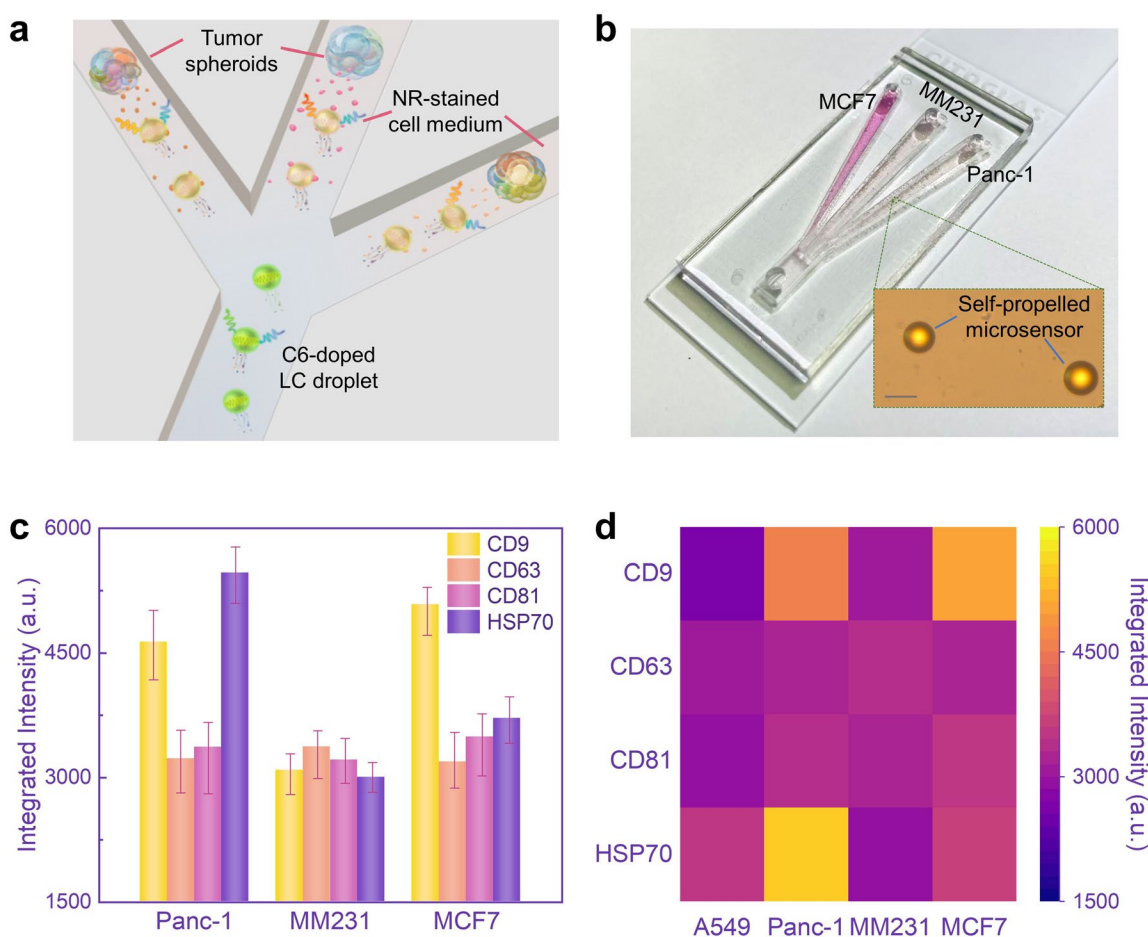 a
Tumor
spheroids
NR-stained
cell medium
C6-doped
LC droplet
b
MCF7
MM231
Panc-1
Self-propelled
microsensor
c
Integrated Intensity (a.u.)
6000
4500
3000
1500
CD9
CD63
CD81
HSP70
Panc-1
MM231
MCF7
d
CD9
CD63
CD81
HSP70
A549
Panc-1
MM231
MCF7
6000
4500
3000
1500
Integrated Intensity (a.u.)